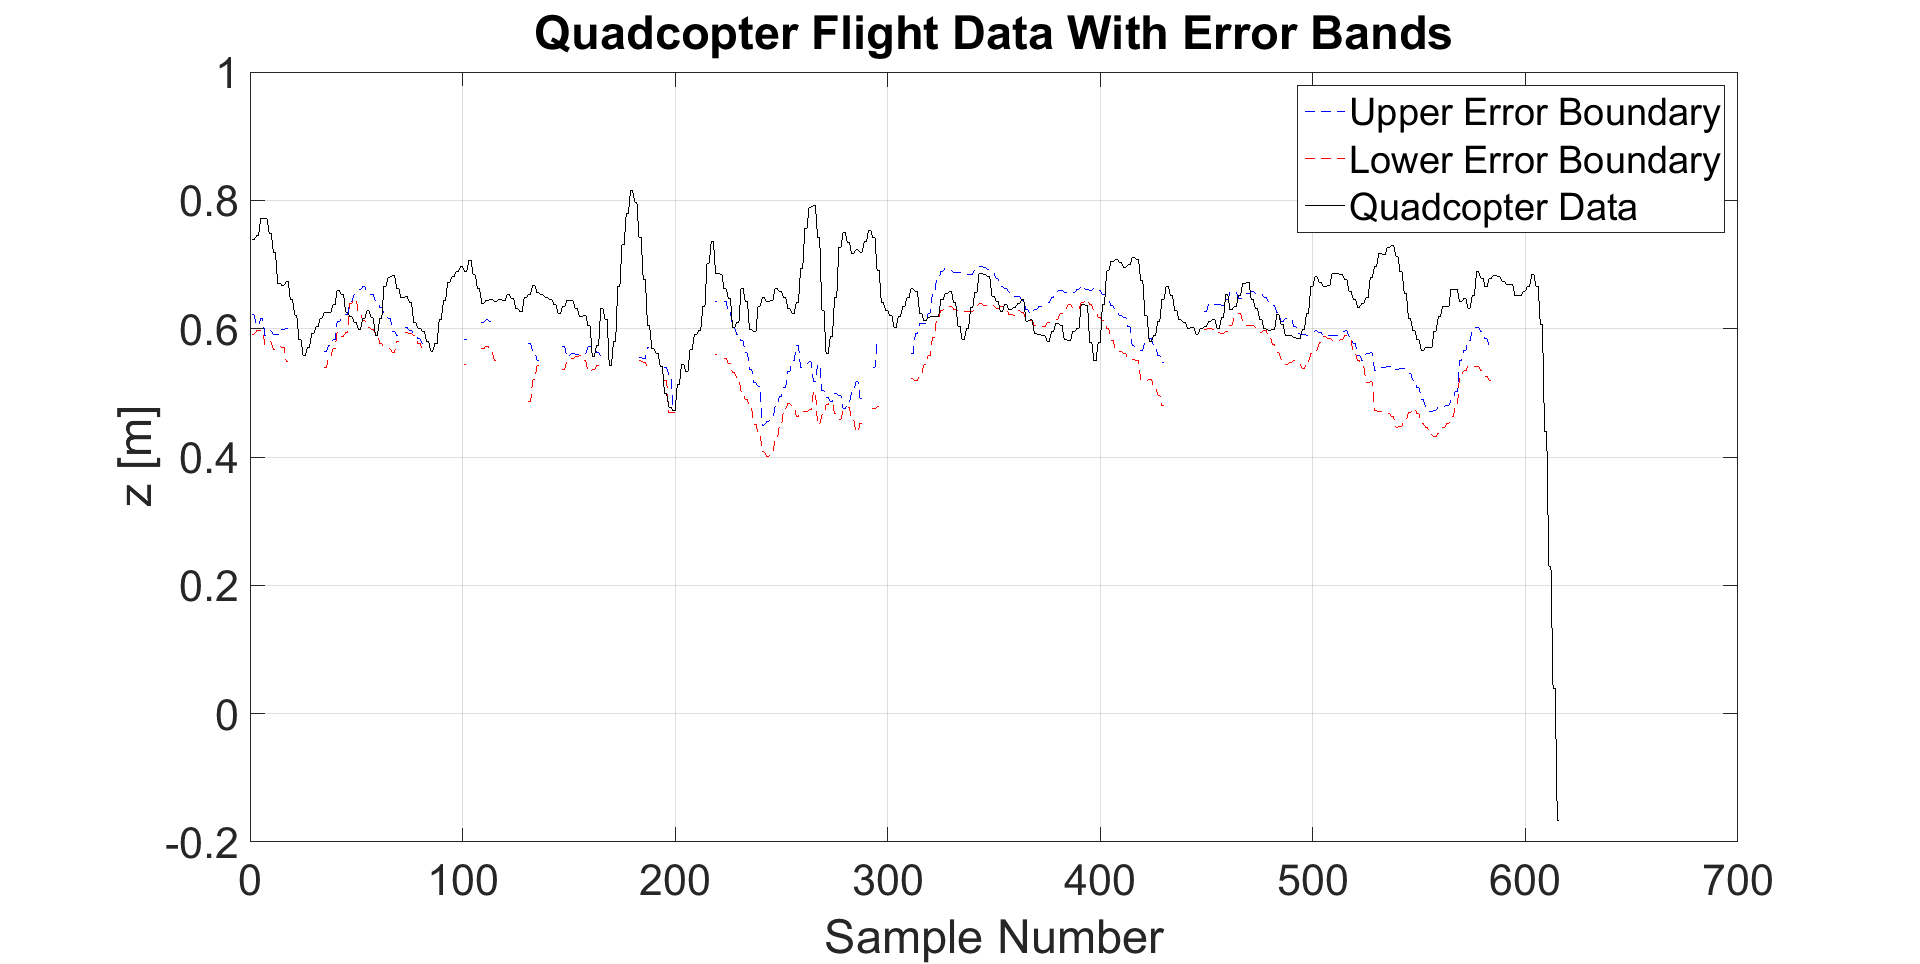 Quadcopter Flight Data With Error Bands
Upper Error Boundary
Lower Error Boundary
Quadcopter Data
1
0.8
0.6
0.4
0.2
0
-0.2
z [m]
0 100 200 300 400 500 600 700
Sample Number